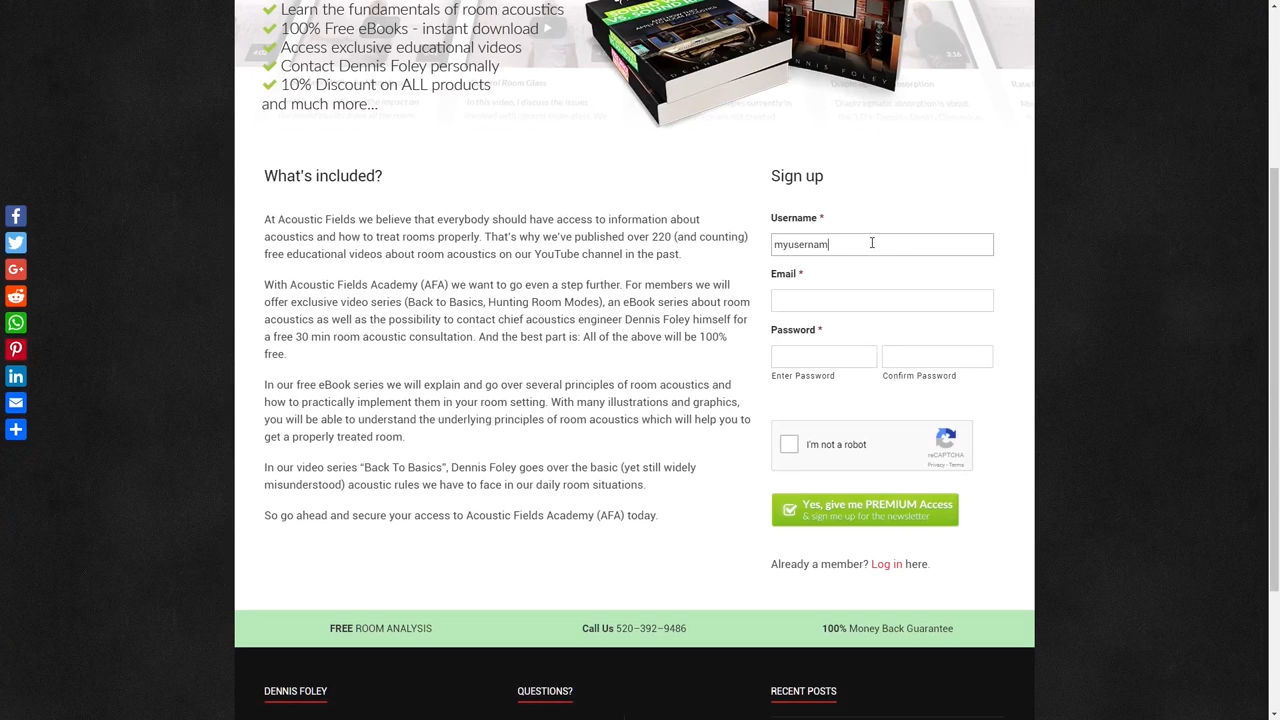 Learn the fundamentals of room acoustics
100% Free eBooks - instant download
Access exclusive educational videos
Contact Dennis Foley personally
10% Discount on ALL products
and much more...
DENNIS FOLEY
What's included?
At Acoustic Fields we believe that everybody should have access to information about
acoustics and how to treat rooms properly. That's why we've published over 220 (and counting)
free educational videos about room acoustics on our YouTube channel in the past.
With Acoustic Fields Academy (AFA) we want to go even a step further. For members we will
offer exclusive video series (Back to Basics, Hunting Room Modes), an eBook series about room
acoustics as well as the possibility to contact chief acoustics engineer Dennis Foley himself for
a free 30 min room acoustic consultation. And the best part is: All of the above will be 100%
free.
In our free eBook series we will explain and go over several principles of room acoustics and
how to practically implement them in your room setting. With many illustrations and graphics,
you will be able to understand the underlying principles of room acoustics which will help you to
get a properly treated room.
In our video series “Back To Basics”, Dennis Foley goes over the basic (yet still widely
misunderstood) acoustic rules we have to face in our daily room situations.
So go ahead and secure your access to Acoustic Fields Academy (AFA) today.
Sign up
Username *
myusernam
Email *
Password *
Enter Password
Confirm Password
I'm not a robot
reCAPTCHA
Privacy - Terms
Yes, give me PREMIUM Access
& sign me up for the newsletter
Already a member? Log in here.
FREE ROOM ANALYSIS
Call Us 520–392–9486
100% Money Back Guarantee
DENNIS FOLEY
QUESTIONS?
RECENT POSTS